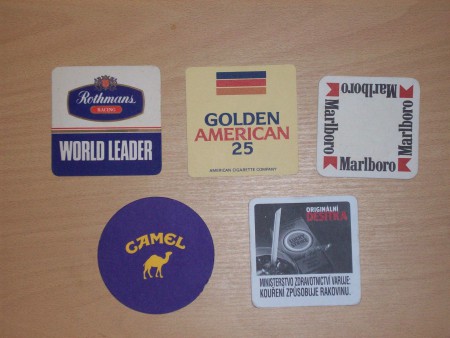 Rothmans
RACING
WORLD LEADER
GOLDEN
AMERICAN
25
AMERICAN CIGARETTE COMPANY
Marlboro
Marlboro
Marlboro
Marlboro
CAMEL
ORIGINÁLNÍ
DESÍTKA
MINISTERSTVO ZDRAVOTNICTVÍ VARUJE:
KOUŘENÍ ZPŮSOBUJE RAKOVINU.